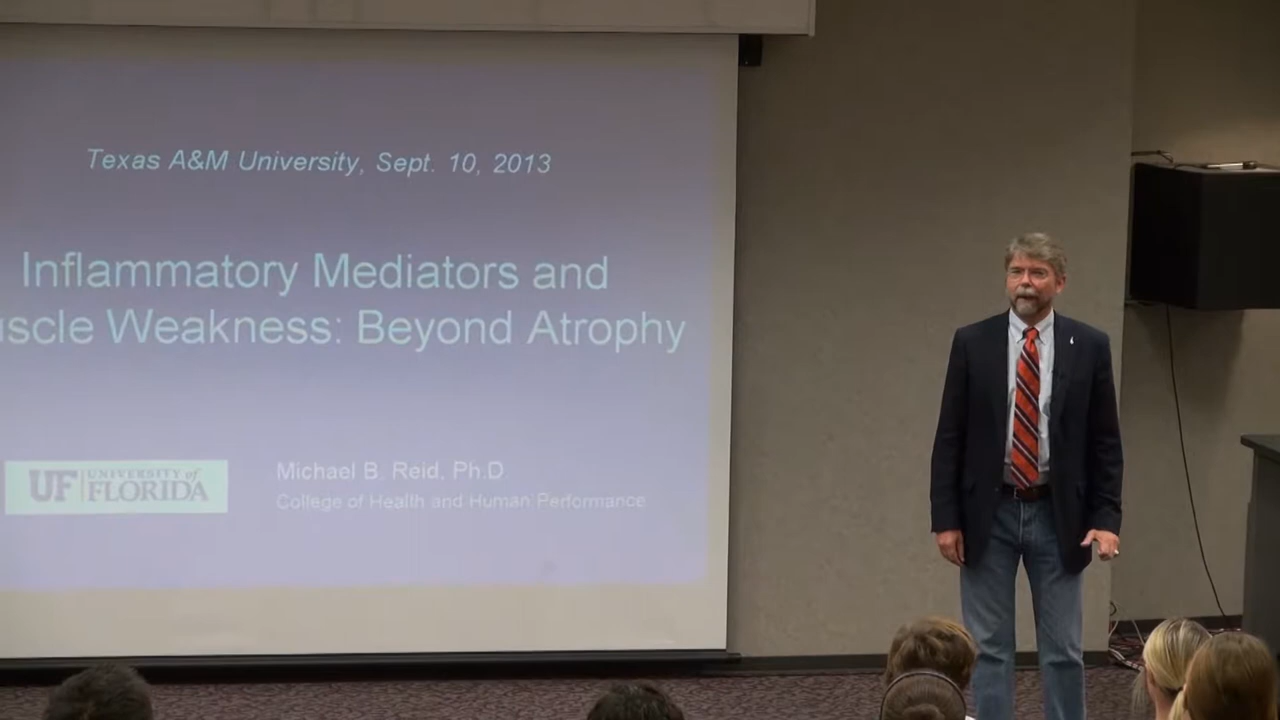 Texas A&M University, Sept. 10, 2013
Inflammatory Mediators and
uscle Weakness: Beyond Atrophy
UF UNIVERSITY of
FLORIDA
Michael B. Reid, Ph.D.
College of Health and Human Performance